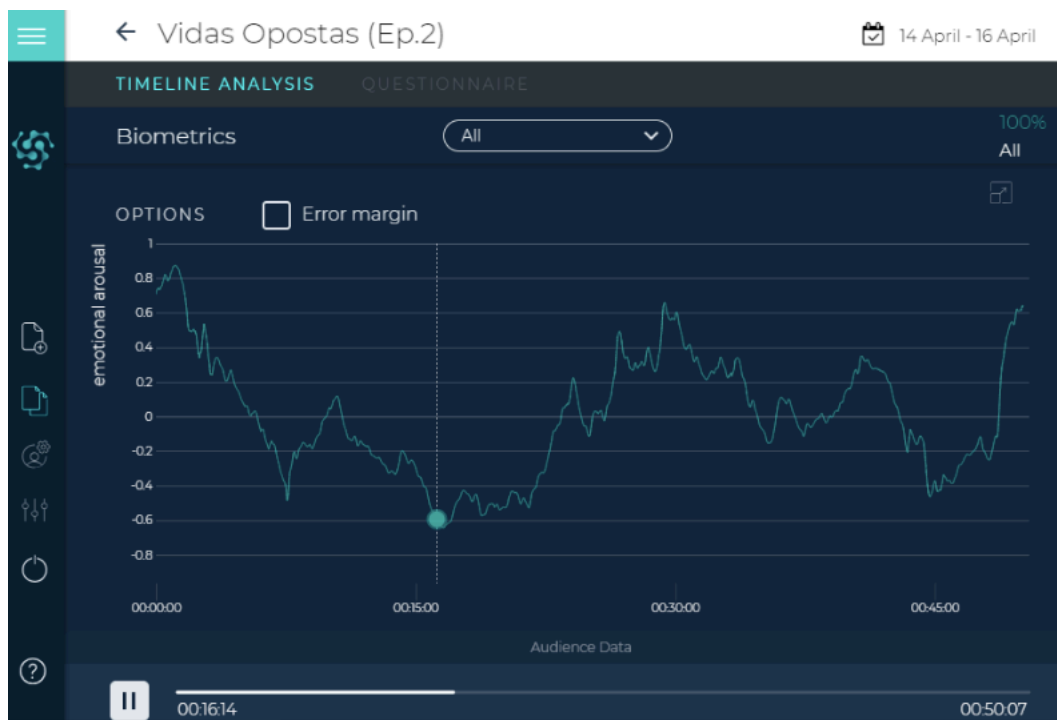 Vidas Opostas (Ep.2)
14 April - 16 April
TIMELINE ANALYSIS
QUESTIONNAIRE
Biometrics
All
100%
All
OPTIONS
Error margin
emotional arousal
1
0.8
0.6
0.4
0.2
0
-0.2
-0.4
-0.6
-0.8
00:00:00
00:15:00
00:30:00
00:45:00
Audience Data
00:16:14
00:50:07